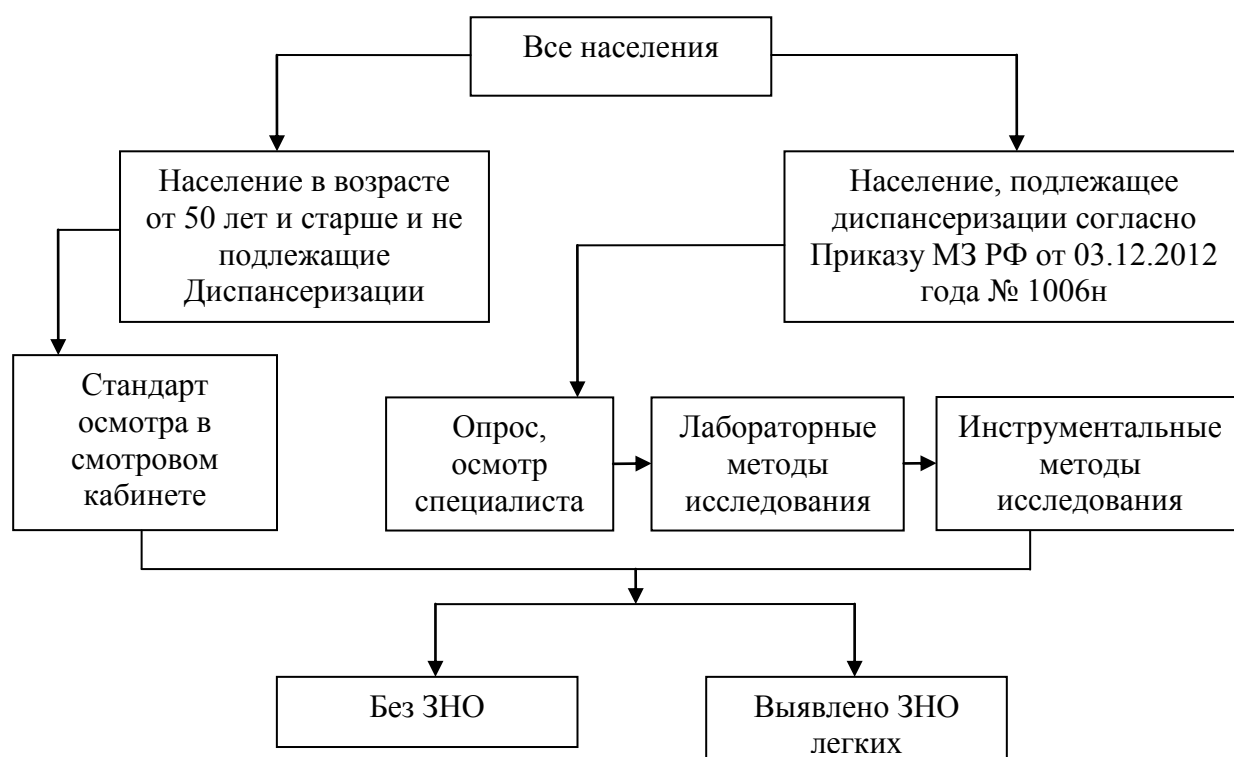 Все населения
Население в возрасте
от 50 лет и старше и не
подлежащие
Диспансеризации
Население, подлежащее
диспансеризации согласно
Приказу МЗ РФ от 03.12.2012
года № 1006н
Стандарт
осмотра в
смотровом
кабинете
Опрос,
осмотр
специалиста
Лабораторные
методы
исследования
Инструментальные
методы
исследования
Без ЗНО
Выявлено ЗНО
легких